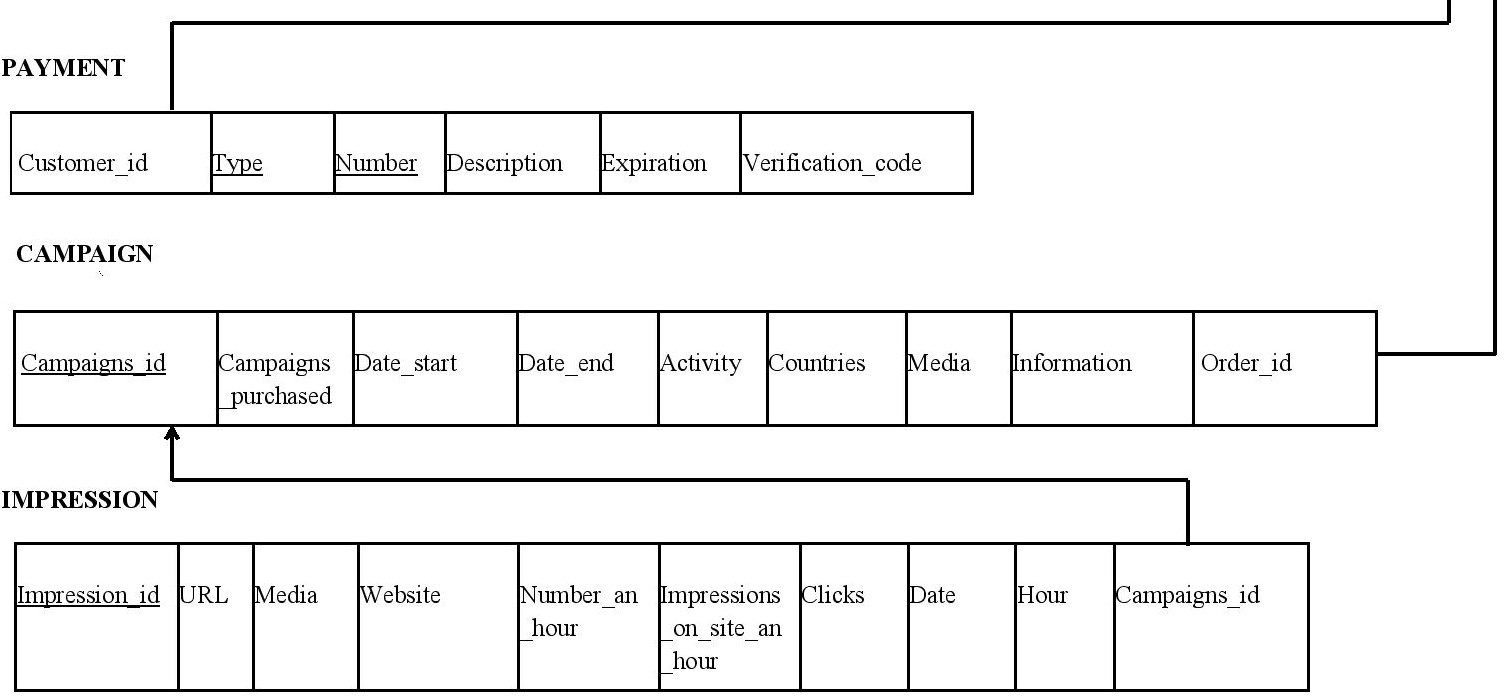 PAYMENT
Customer_id Type Number Description Expiration Verification_code
CAMPAIGN
Campaigns_id Campaigns Date_start Date_end Activity Countries Media Information Order_id
_purchased
IMPRESSION
Impression_id URL Media Website Number_an Impressions Clicks Date Hour Campaigns_id
_hour _on_site_an
_hour